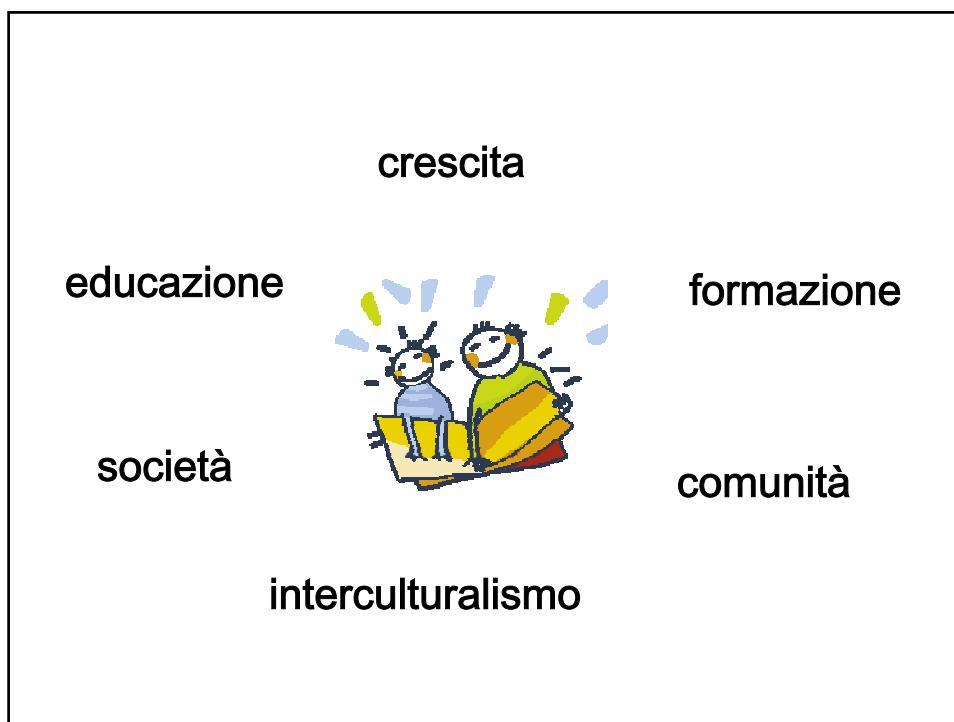 crescita
educazione
formazione
società
comunità
interculturalismo